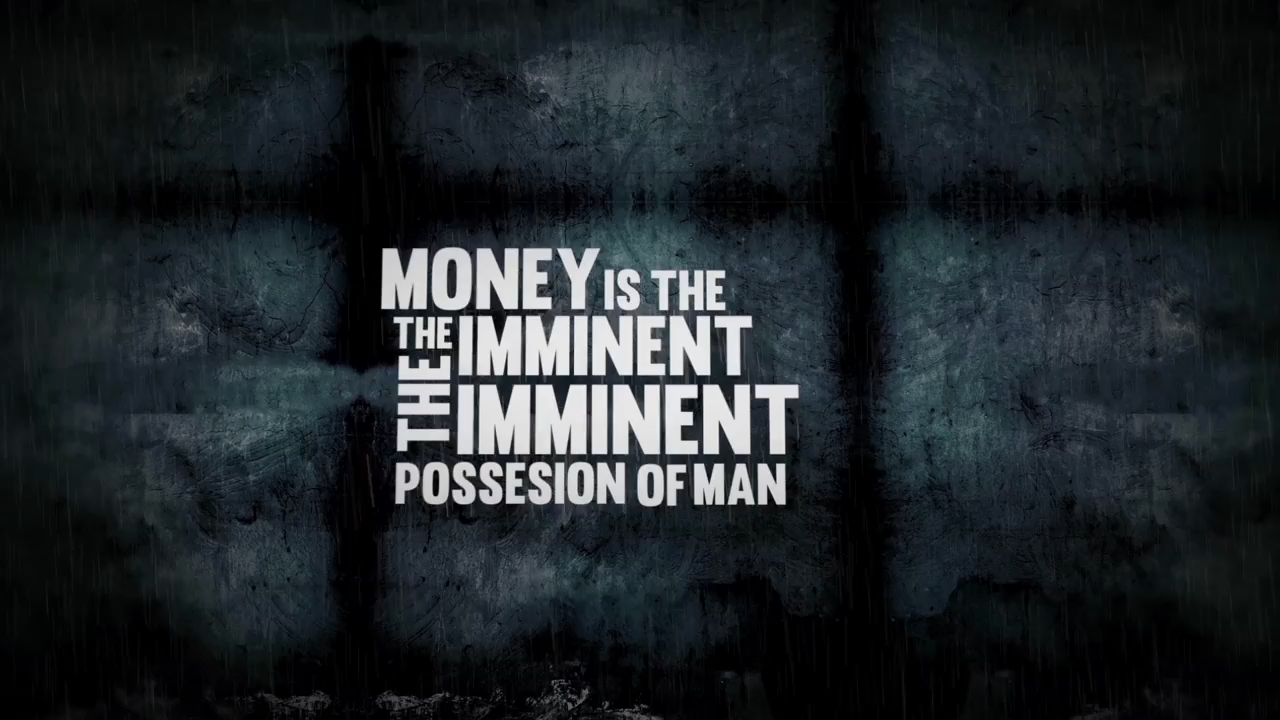 MONEY IS THE
THE IMMINENT
THE IMMINENT
POSSESION OF MAN